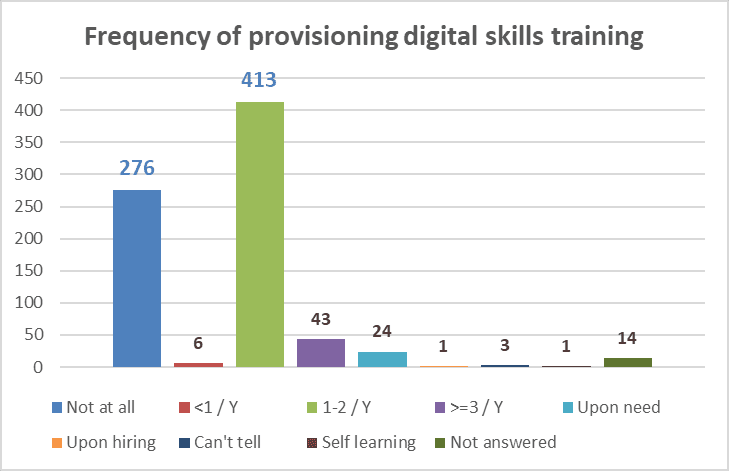 Frequency of provisioning digital skills training
450
400
350
300
250
200
150
100
50
0
276
6
413
43
24
1
3
1
14
Not at all
<1 / Y
1-2 / Y
>=3 / Y
Upon need
Upon hiring
Can't tell
Self learning
Not answered